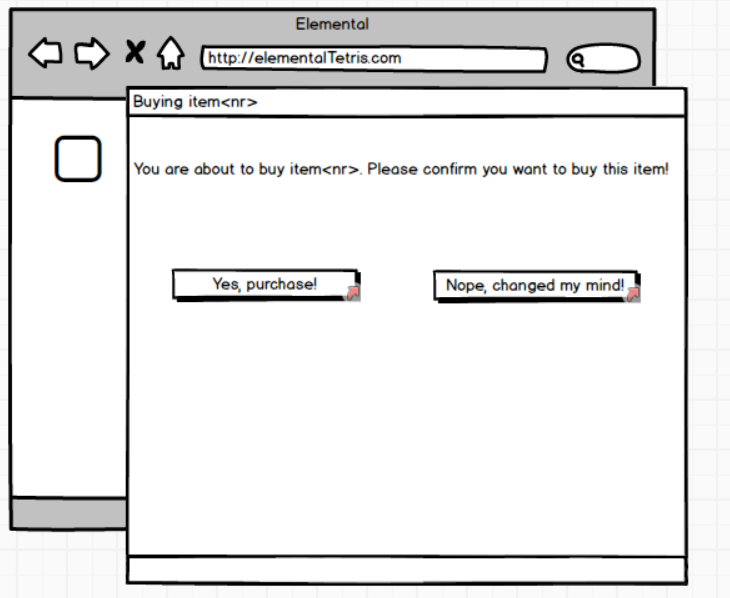 Elemental
http://elementalTetris.com
Buying item<nr>
You are about to buy item<nr>. Please confirm you want to buy this item!
Yes, purchase!
Nope, changed my mind!